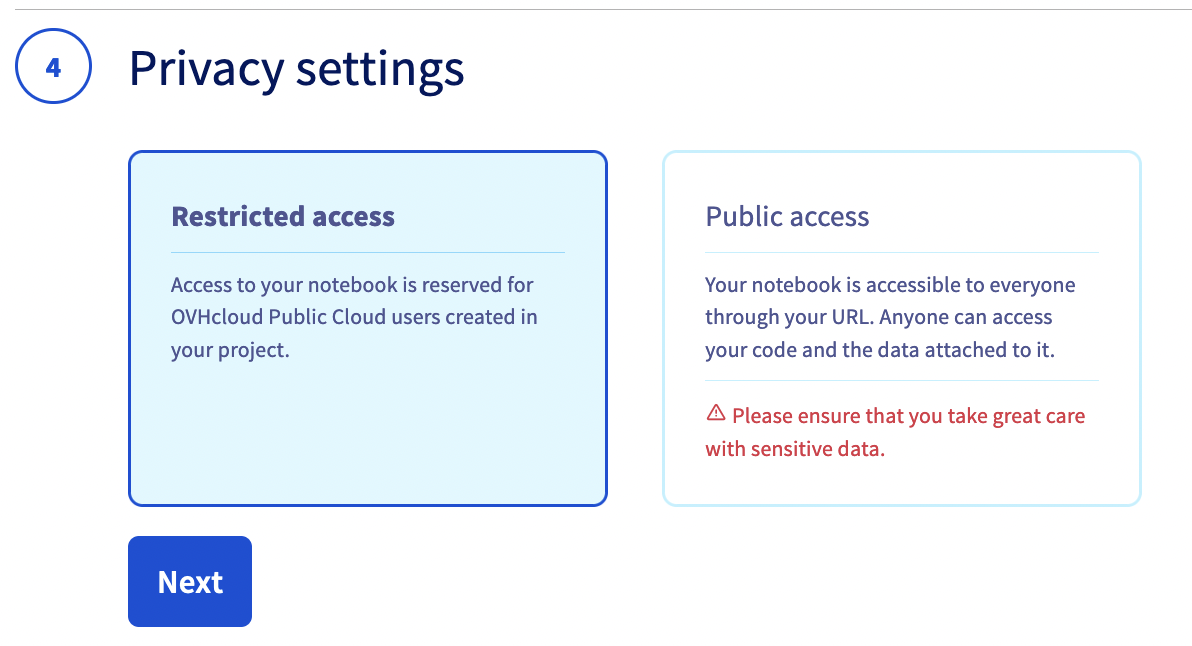 4
Privacy settings
Restricted access
Access to your notebook is reserved for
OVHcloud Public Cloud users created in
your project.
Public access
Your notebook is accessible to everyone
through your URL. Anyone can access
your code and the data attached to it.
Please ensure that you take great care
with sensitive data.
Next